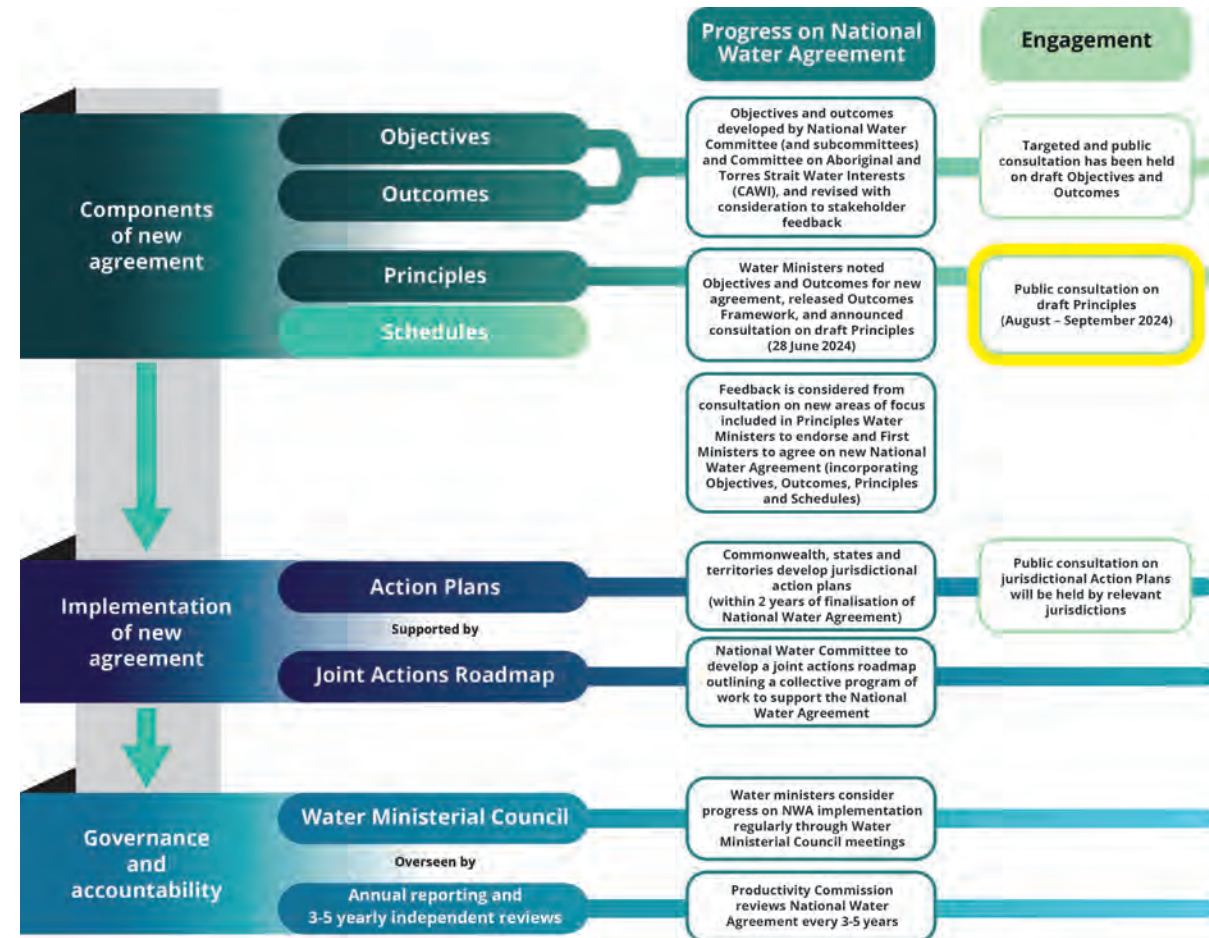 Progress on National
Water Agreement
Engagement
Components
of new
agreement
Objectives
Outcomes
Objectives and outcomes
developed by National Water
Committee (and subcommittees)
and Committee on Aboriginal and
Torres Strait Water Interests
(CAWI), and revised with
consideration to stakeholder
feedback
Targeted and public
consultation has been held
on draft Objectives and
Outcomes
Principles
Schedules
Water Ministers noted
Objectives and Outcomes for new
agreement, released Outcomes
Framework, and announced
consultation on draft Principles
(28 June 2024)
Public consultation on
draft Principles
(August – September 2024)
Feedback is considered from
consultation on new areas of focus
included in Principles Water
Ministers to endorse and First
Ministers to agree on new National
Water Agreement (incorporating
Objectives, Outcomes, Principles
and Schedules)
Implementation
of new
agreement
Action Plans
Commonwealth, states and
territories develop jurisdictional
action plans
(within 2 years of finalisation of
National Water Agreement)
Public consultation on
jurisdictional Action Plans
will be held by relevant
jurisdictions
Supported by
Joint Actions Roadmap
National Water Committee to
develop a joint actions roadmap
outlining a collective program of
work to support the National
Water Agreement
Governance
and
accountability
Water Ministerial Council
Water ministers consider
progress on NWA implementation
regularly through Water
Ministerial Council meetings
Overseen by
Annual reporting and
3-5 yearly independent reviews
Productivity Commission
reviews National Water
Agreement every 3-5 years